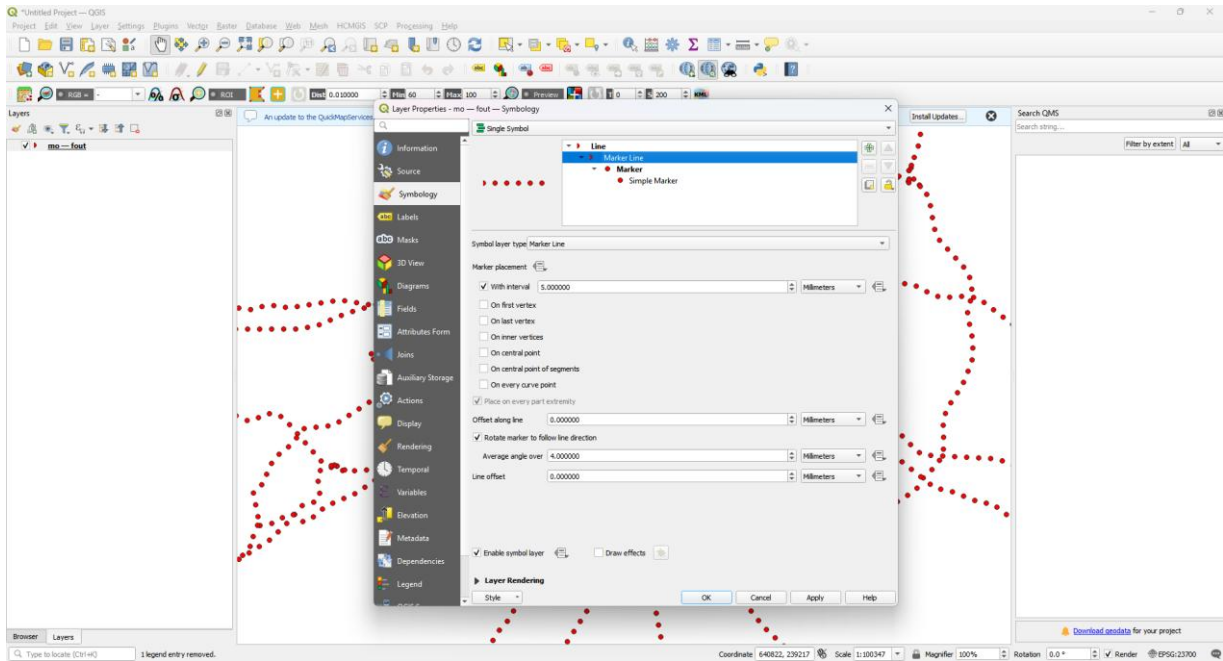 *Untitled Project — QGIS
Project Edit View Layer Settings Plugins Vector Raster Database Web Mesh HCMGIS SCP Processing Help
RGB = - ROI Dist 0.010000 Min 60 Max 100 Preview T 0 S 200 KML
Layers
mo — fout
An update to the QuickMapServices
Install Updates...
Layer Properties - mo — fout — Symbology
Information
Source
Symbology
Labels
Masks
3D View
Diagrams
Fields
Attributes Form
Joins
Auxiliary Storage
Actions
Display
Rendering
Temporal
Variables
Elevation
Metadata
Dependencies
Legend
Single Symbol
Line
Marker Line
Marker
Simple Marker
Symbol layer type Marker Line
Marker placement
With interval 5.000000 Millimeters
On first vertex
On last vertex
On inner vertices
On central point
On central point of segments
On every curve point
Place on every part extremity
Offset along line 0.000000 Millimeters
Rotate marker to follow line direction
Average angle over 4.000000 Millimeters
Line offset 0.000000 Millimeters
Enable symbol layer Draw effects
Layer Rendering
Style OK Cancel Apply Help
Search QMS
Search string...
Filter by extent All
Download geodata for your project
Browser Layers
Type to locate (Ctrl+K) 1 legend entry removed. Coordinate 640822, 239217 Scale 1:100347 Magnifier 100% Rotation 0.0 ° Render EPSG:23700